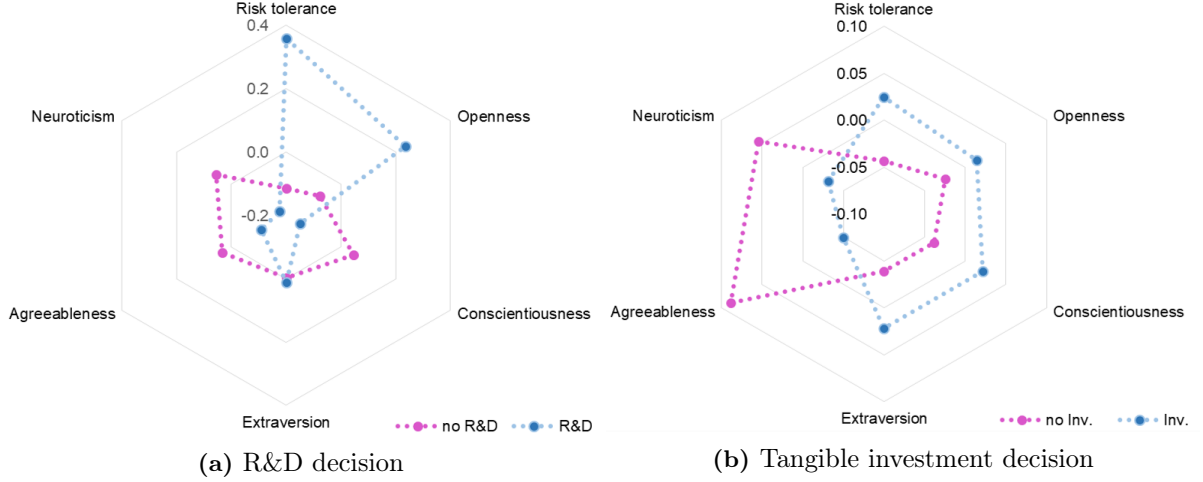 Risk tolerance
0.4
0.2
0.0
-0.2
Neuroticism
Openness
Agreeableness
Conscientiousness
Extraversion
no R&D
R&D
(a) R&D decision
Risk tolerance
0.10
0.05
0.00
-0.05
-0.10
Neuroticism
Openness
Agreeableness
Conscientiousness
Extraversion
no Inv.
Inv.
(b) Tangible investment decision